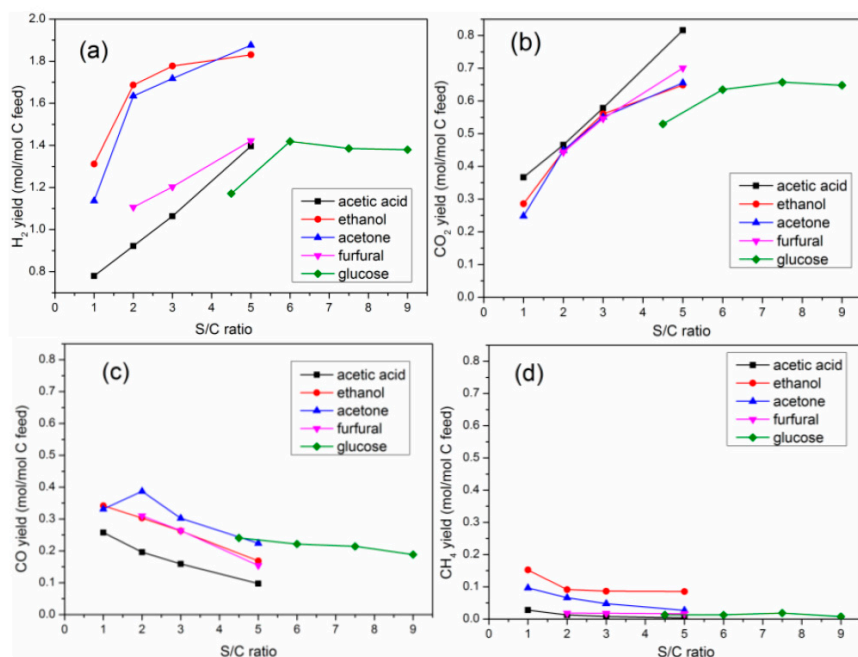 (a)
2.0
1.8
1.6
1.4
1.2
1.0
0.8
H2 yield (mol/mol C feed)
0 1 2 3 4 5 6 7 8 9
S/C ratio
acetic acid
ethanol
acetone
furfural
glucose
(b)
0.8
0.7
0.6
0.5
0.4
0.3
0.2
0.1
0.0
CO2 yield (mol/mol C feed)
0 1 2 3 4 5 6 7 8 9
S/C ratio
acetic acid
ethanol
acetone
furfural
glucose
(c)
0.8
0.7
0.6
0.5
0.4
0.3
0.2
0.1
0.0
CO yield (mol/mol C feed)
0 1 2 3 4 5 6 7 8 9
S/C ratio
acetic acid
ethanol
acetone
furfural
glucose
(d)
0.8
0.7
0.6
0.5
0.4
0.3
0.2
0.1
0.0
CH4 yield (mol/mol C feed)
0 1 2 3 4 5 6 7 8 9
S/C ratio
acetic acid
ethanol
acetone
furfural
glucose